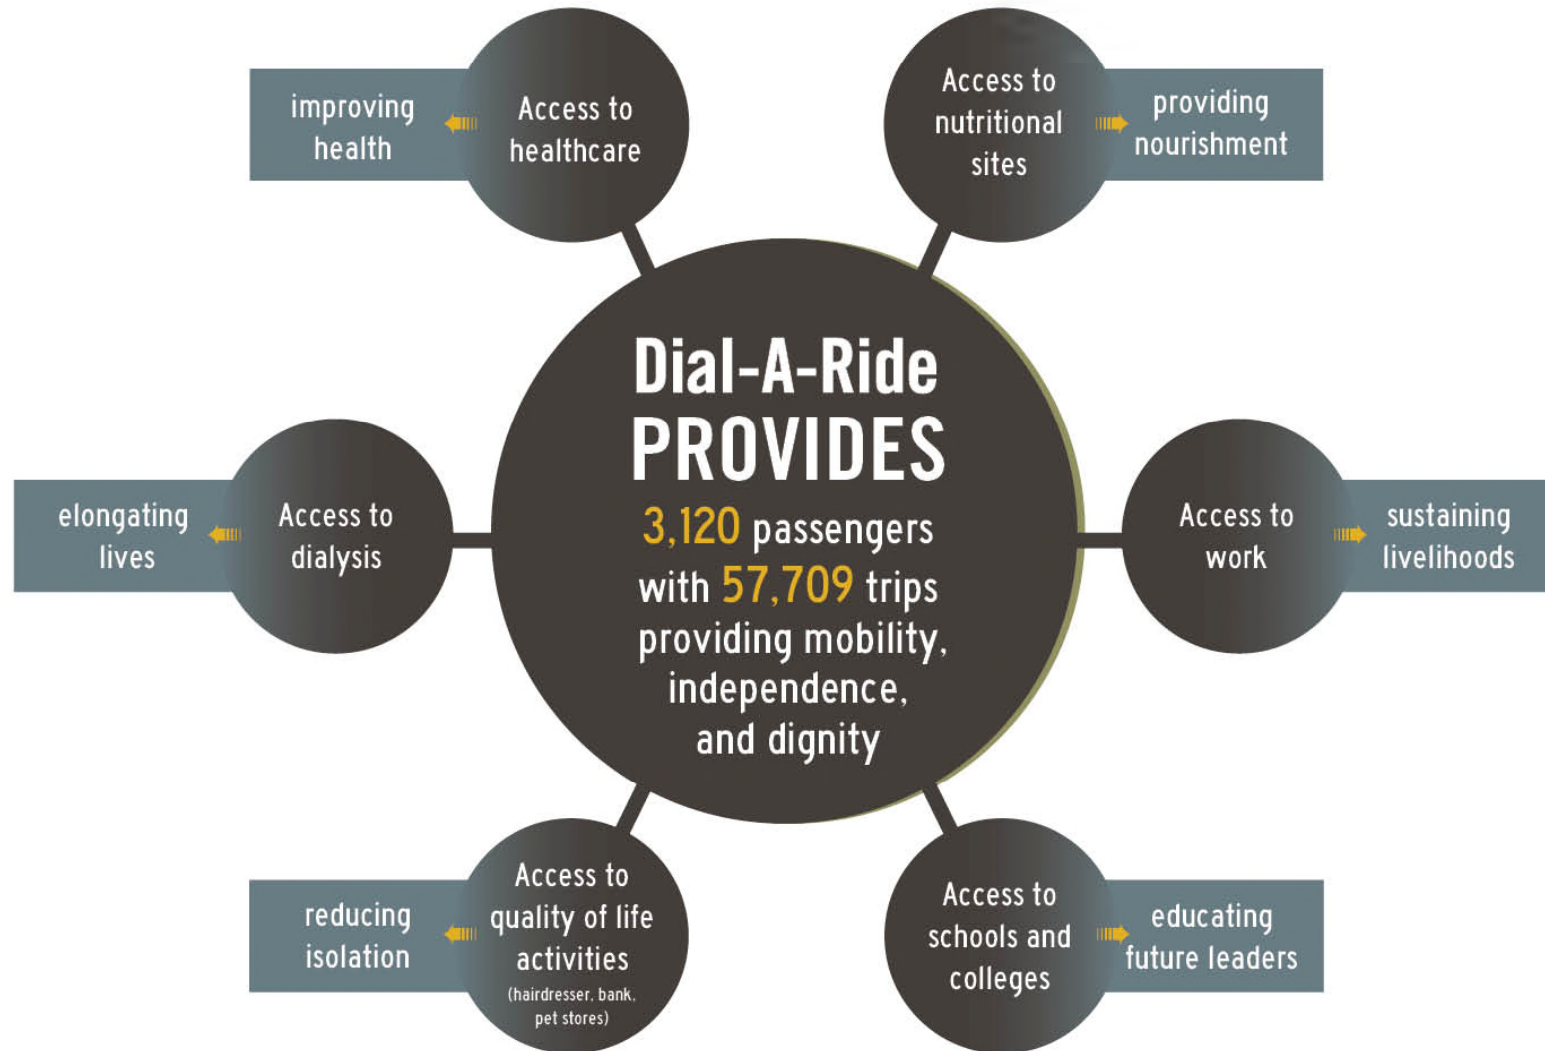 improving
health
Access to
healthcare
Access to
nutritional
sites
providing
nourishment
Dial-A-Ride
PROVIDES
3,120 passengers
with 57,709 trips
providing mobility,
independence,
and dignity
elongating
lives
Access to
dialysis
Access to
work
sustaining
livelihoods
reducing
isolation
Access to
quality of life
activities
(hairdresser, bank,
pet stores)
Access to
schools and
colleges
educating
future leaders